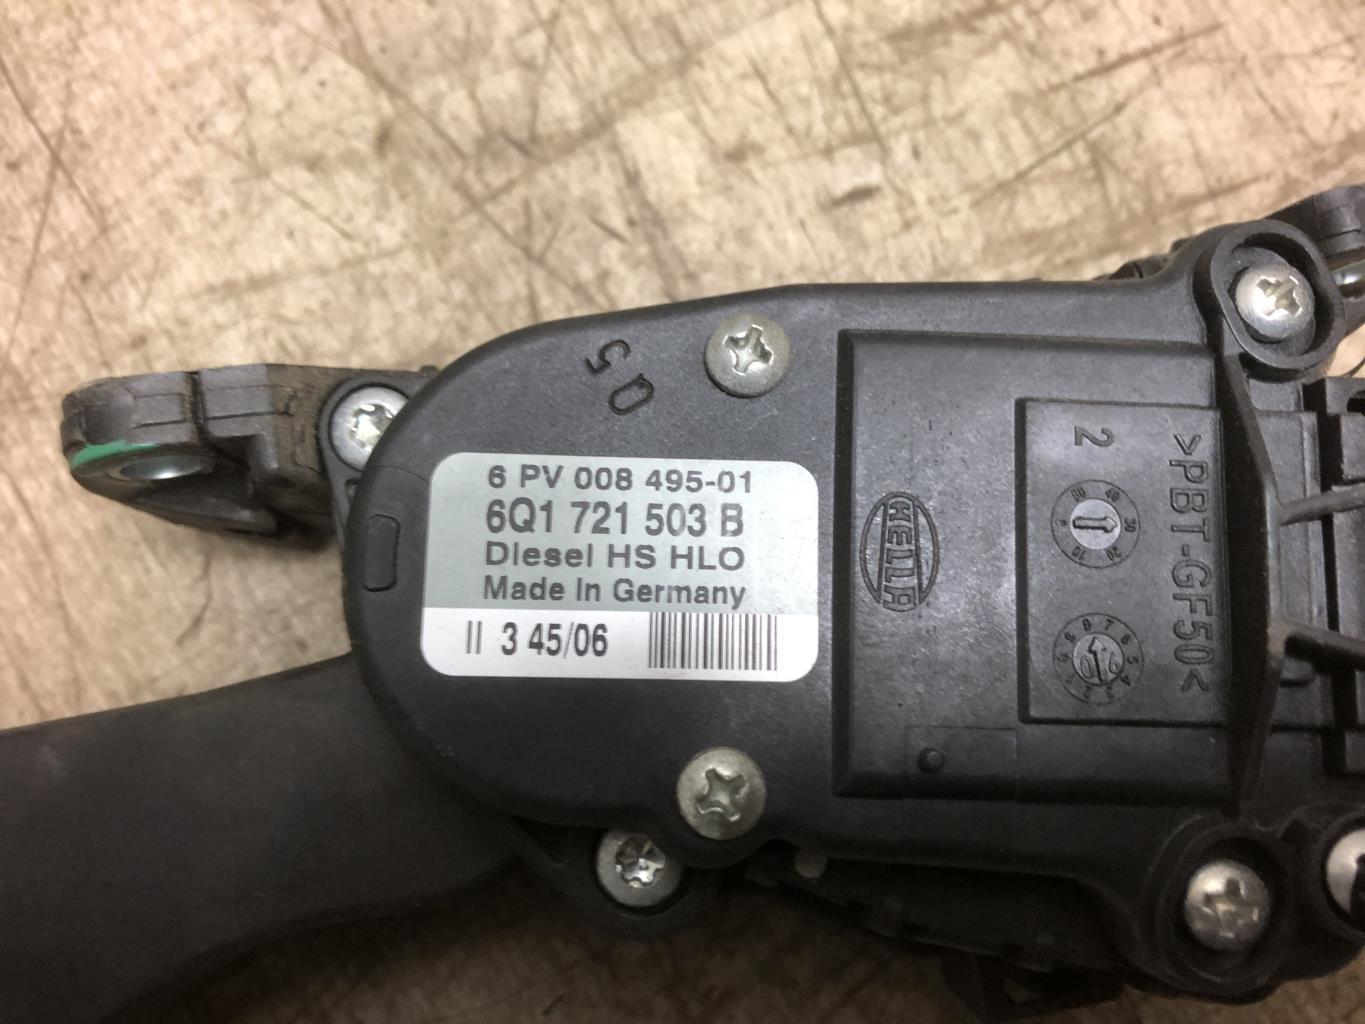 Q5
6 PV 008 495-01
6Q1 721 503 B
Diesel HS HLO
Made in Germany
II 3 45/06
HELLA
2
>PBT-GF50<